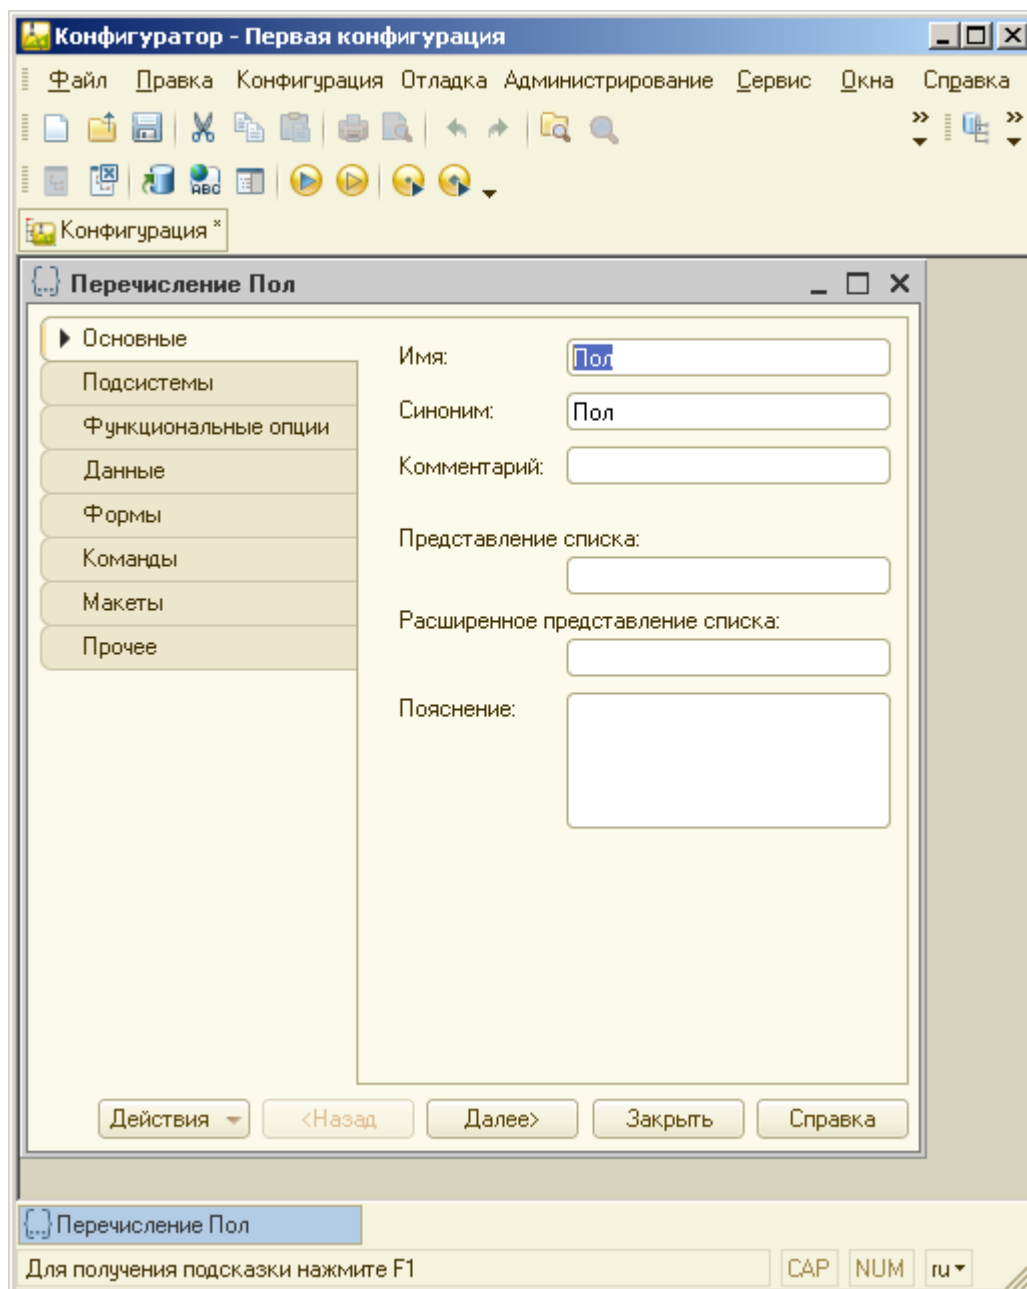 Конфигуратор - Первая конфигурация
Файл Правка Конфигурация Отладка Администрирование Сервис Окна Справка
ABC
Конфигурация *
{...} Перечисление Пол
Основные
Подсистемы
Функциональные опции
Данные
Формы
Команды
Макеты
Прочее
Имя: Пол
Синоним: Пол
Комментарий:
Представление списка:
Расширенное представление списка:
Пояснение:
Действия <Назад Далее> Закрыть Справка
{...} Перечисление Пол
Для получения подсказки нажмите F1 CAP NUM ru